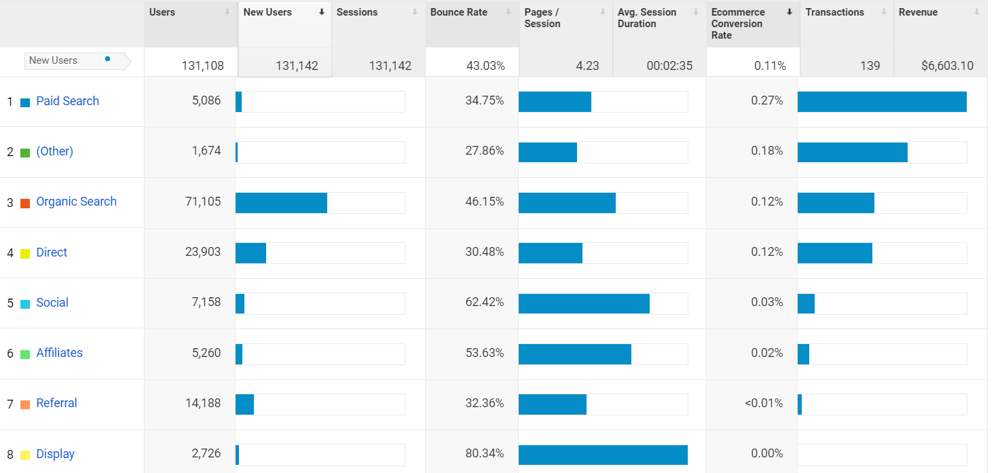 Users New Users Sessions Bounce Rate Pages / Session Avg. Session Duration Ecommerce Conversion Rate Transactions Revenue
New Users 131,108 131,142 131,142 43.03% 4.23 00:02:35 0.11% 139 $6,603.10
1 Paid Search 5,086 34.75% 0.27%
2 (Other) 1,674 27.86% 0.18%
3 Organic Search 71,105 46.15% 0.12%
4 Direct 23,903 30.48% 0.12%
5 Social 7,158 62.42% 0.03%
6 Affiliates 5,260 53.63% 0.02%
7 Referral 14,188 32.36% <0.01%
8 Display 2,726 80.34% 0.00%